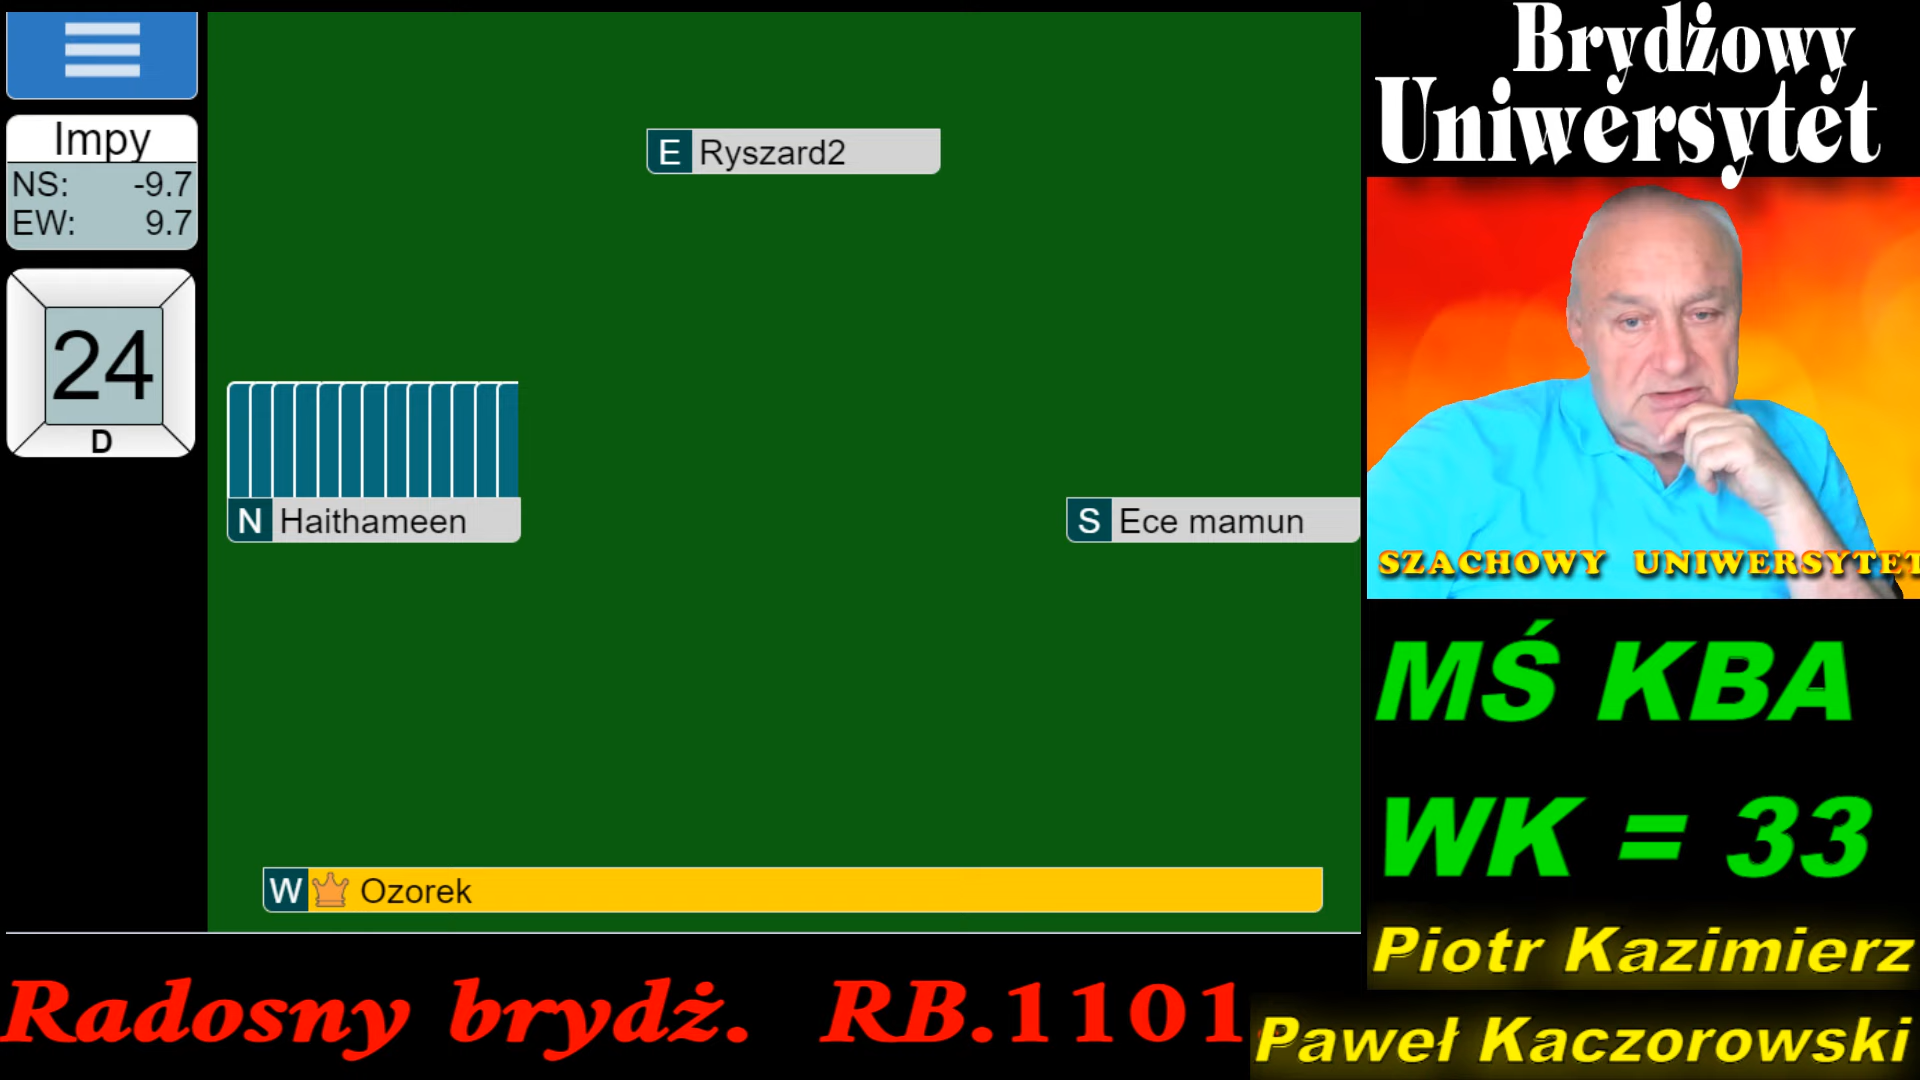 Impy
NS: -9.7
EW: 9.7
24
D
E Ryszard2
N Haithameen
S Ece mamun
W Ozorek
Brydżowy
Uniwersytet
SZACHOWY UNIWERSYTET
MŚ KBA
WK = 33
Piotr Kazimierz
Paweł Kaczorowski
Radosny brydż. RB.1101